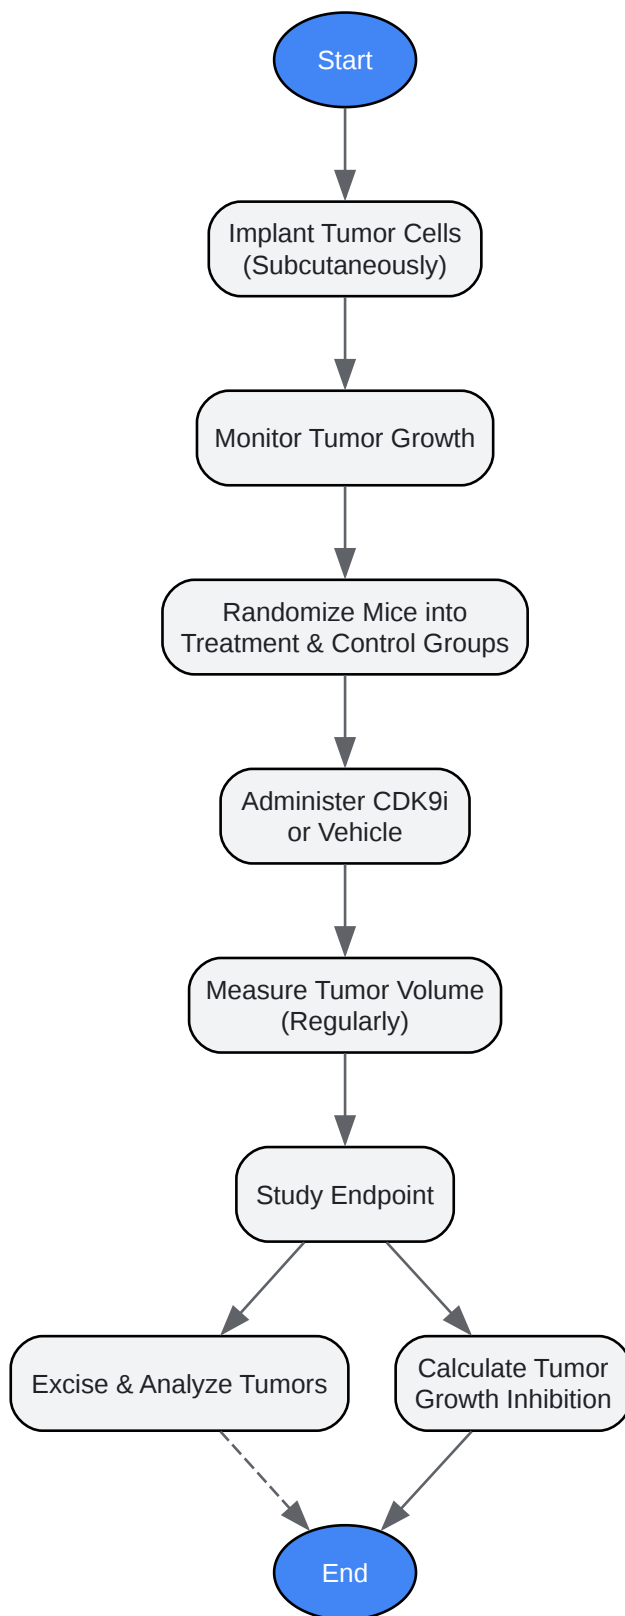 Start
Implant Tumor Cells
(Subcutaneously)
Monitor Tumor Growth
Randomize Mice into
Treatment & Control Groups
Administer CDK9i
or Vehicle
Measure Tumor Volume
(Regularly)
Study Endpoint
Excise & Analyze Tumors
Calculate Tumor
Growth Inhibition
End